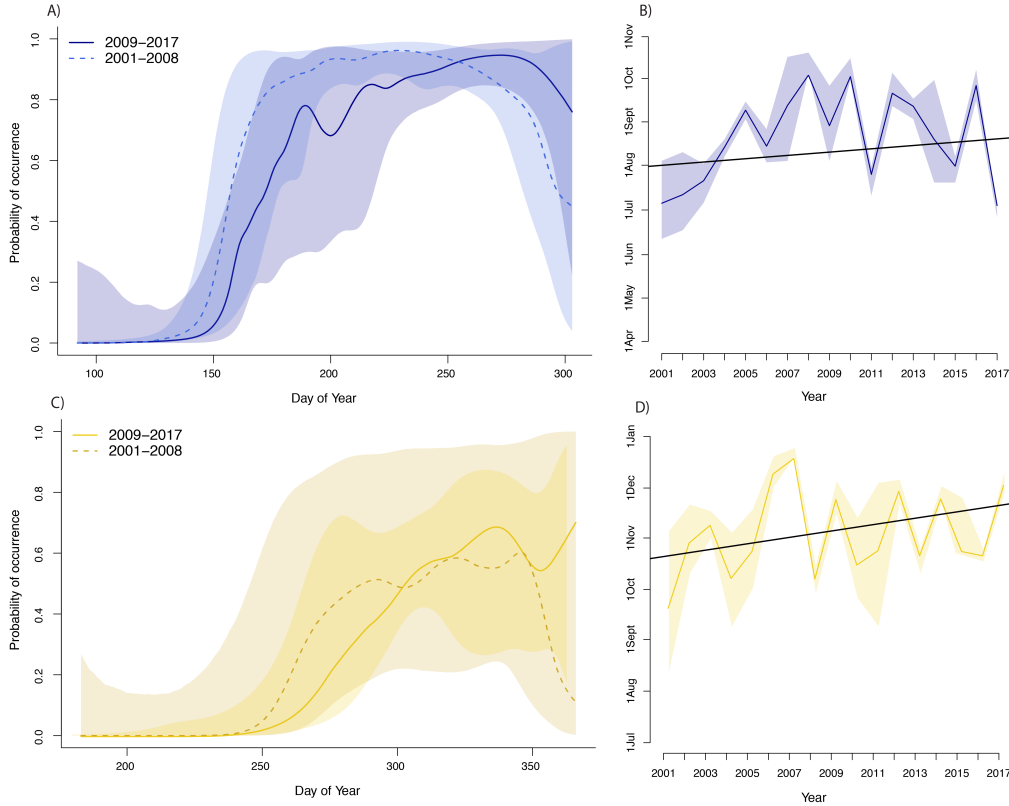 A)
2009−2017
2001−2008
Probability of occurrence
0.0 0.2 0.4 0.6 0.8 1.0
100 150 200 250 300
Day of Year
B)
1Nov
1Oct
1Sept
1Aug
1Jul
1Jun
1May
1Apr
2001 2003 2005 2007 2009 2011 2013 2015 2017
Year
C)
2009−2017
2001−2008
Probability of occurrence
0.0 0.2 0.4 0.6 0.8 1.0
200 250 300 350
Day of Year
D)
1Jan
1Dec
1Nov
1Oct
1Sept
1Aug
1Jul
2001 2003 2005 2007 2009 2011 2013 2015 2017
Year